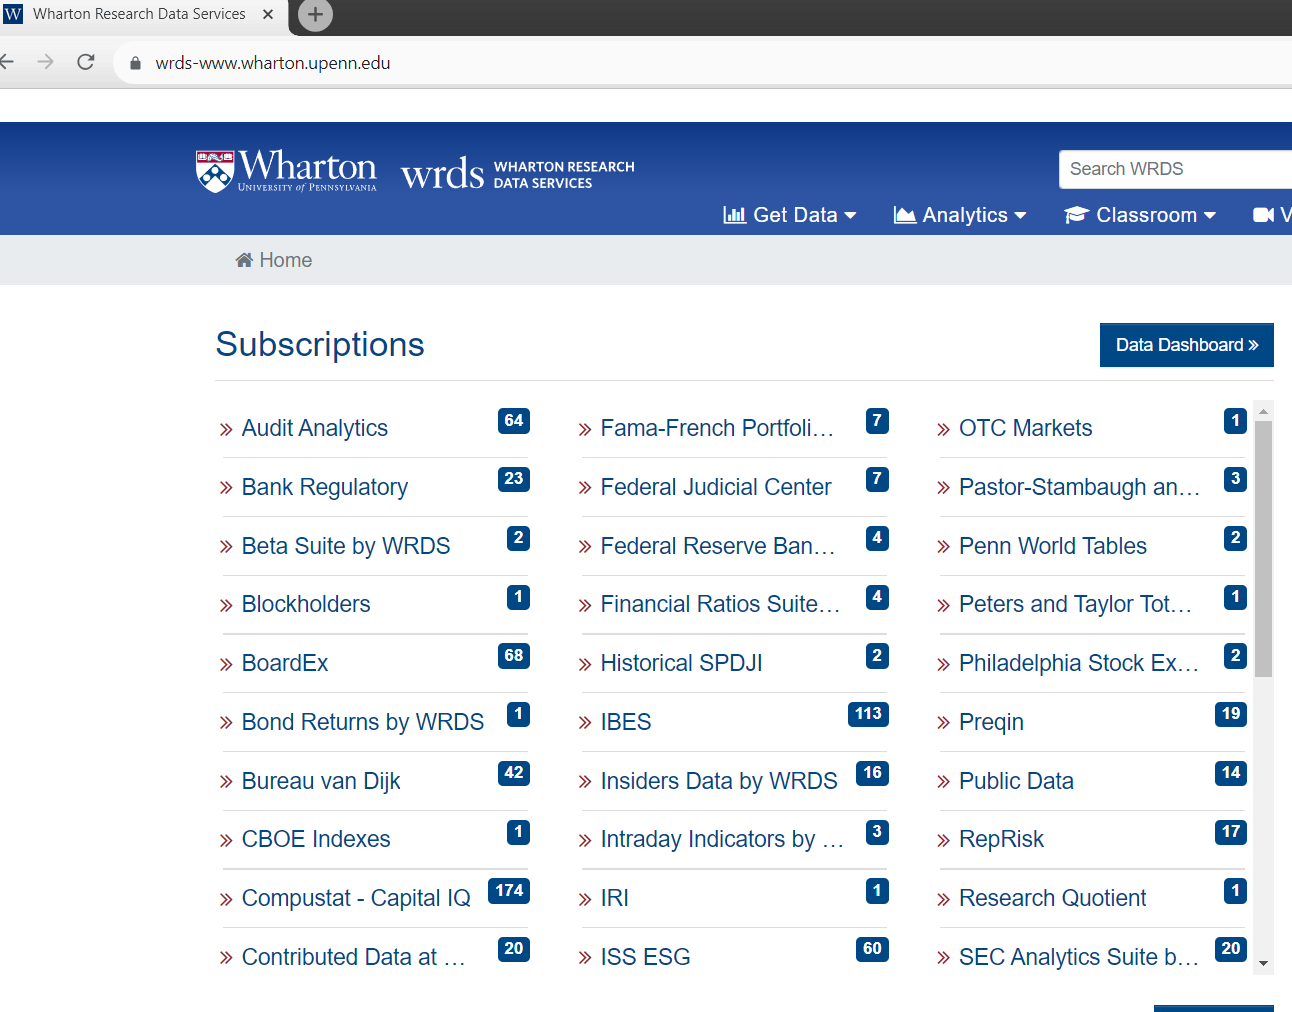 Wharton Research Data Services
wrds-www.wharton.upenn.edu
Wharton
UNIVERSITY of PENNSYLVANIA
wrds
WHARTON RESEARCH
DATA SERVICES
Search WRDS
Get Data
Analytics
Classroom
V
Home
Subscriptions
Data Dashboard »
» Audit Analytics 64
» Bank Regulatory 23
» Beta Suite by WRDS 2
» Blockholders 1
» BoardEx 68
» Bond Returns by WRDS 1
» Bureau van Dijk 42
» CBOE Indexes 1
» Compustat - Capital IQ 174
» Contributed Data at ... 20
» Fama-French Portfoli... 7
» Federal Judicial Center 7
» Federal Reserve Ban... 4
» Financial Ratios Suite... 4
» Historical SPDJI 2
» IBES 113
» Insiders Data by WRDS 16
» Intraday Indicators by ... 3
» IRI 1
» ISS ESG 60
» OTC Markets 1
» Pastor-Stambaugh an... 3
» Penn World Tables 2
» Peters and Taylor Tot... 1
» Philadelphia Stock Ex... 2
» Preqin 19
» Public Data 14
» RepRisk 17
» Research Quotient 1
» SEC Analytics Suite b... 20